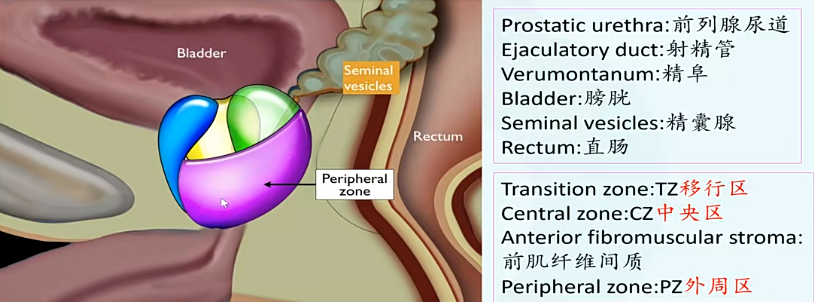 Bladder
Seminal
vesicles
Rectum
Peripheral
zone
Prostatic urethra:前列腺尿道
Ejaculatory duct:射精管
Verumontanum:精阜
Bladder:膀胱
Seminal vesicles:精囊腺
Rectum:直肠
Transition zone:TZ移行区
Central zone:CZ中央区
Anterior fibromuscular stroma:
前肌纤维间质
Peripheral zone:PZ外周区